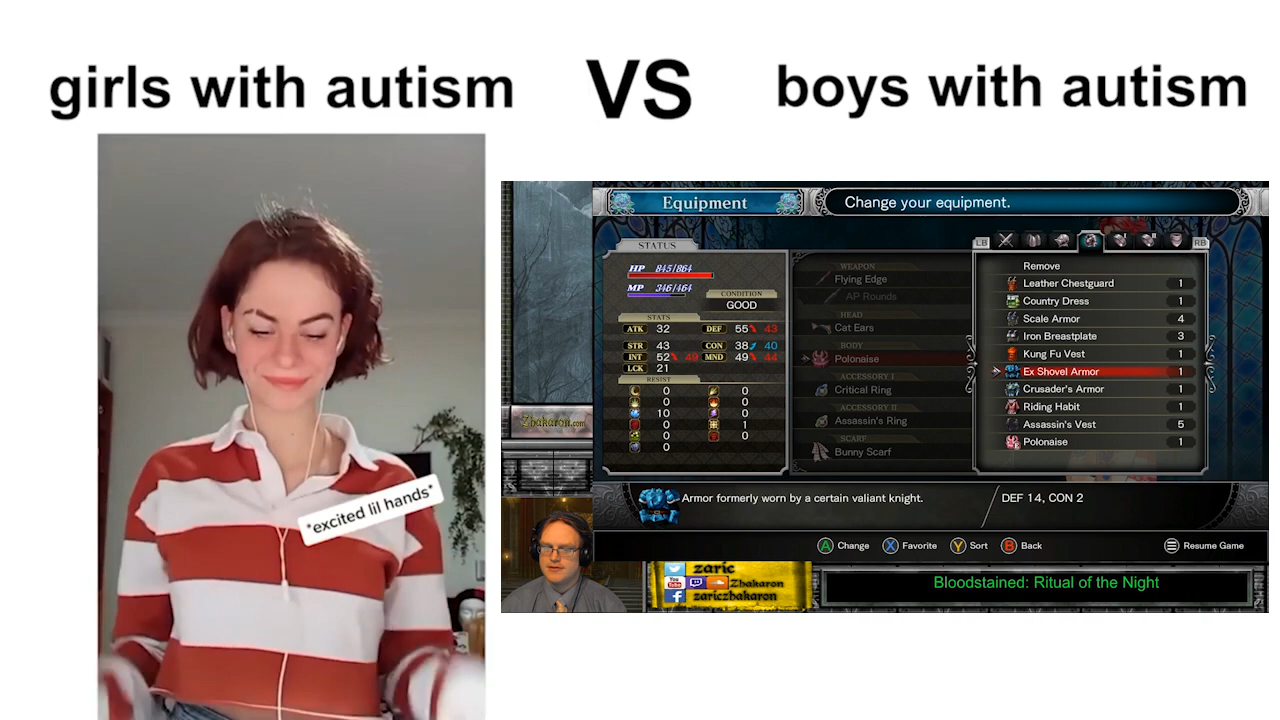 girls with autism
VS
boys with autism
*excited lil hands*
Equipment
Change your equipment.
STATUS
HP 845/864
MP 346/464
CONDITION
GOOD
STATS
ATK 32 DEF 55 43
STR 43 CON 38 40
INT 52 49 MND 49 44
LCK 21
RESIST
0 0
0 0
10 0
0 1
0 0
0
WEAPON
Flying Edge
AP Rounds
HEAD
Cat Ears
BODY
Polonaise
ACCESSORY I
Critical Ring
ACCESSORY II
Assassin's Ring
SCARF
Bunny Scarf
LB I II RB
Remove
Leather Chestguard 1
Country Dress 1
Scale Armor 4
Iron Breastplate 3
Kung Fu Vest 1
Ex Shovel Armor 1
Crusader's Armor 1
Riding Habit 1
Assassin's Vest 5
Polonaise 1
Armor formerly worn by a certain valiant knight.
DEF 14, CON 2
A Change X Favorite Y Sort B Back Resume Game
Zbakaron.com
zaric
You Tube Zbakaron
f zariczbakaron
Bloodstained: Ritual of the Night